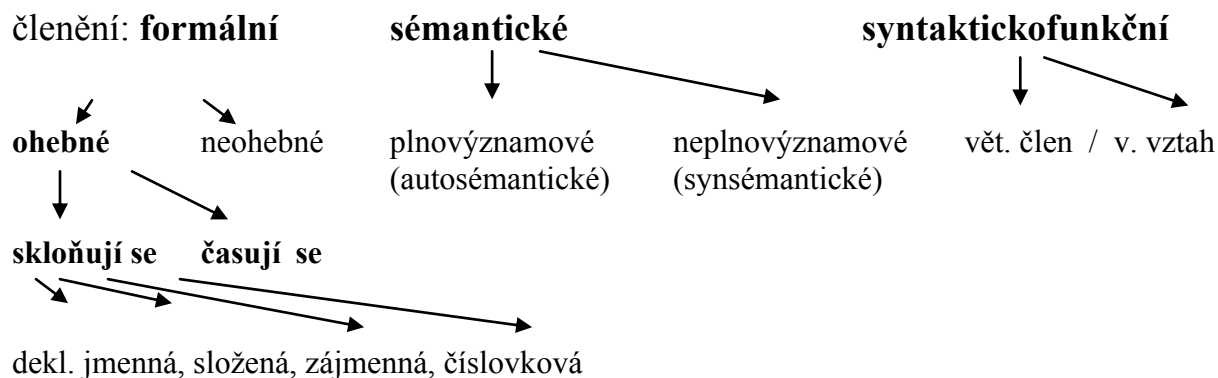 členění: formální sémantické syntaktickofunkční
ohebné neohebné plnovýznamové neplnovýznamové vět. člen / v. vztah
(autosémantické) (synsémantické)
skloňují se časují se
dekl. jmenná, složená, zájmenná, číslovková